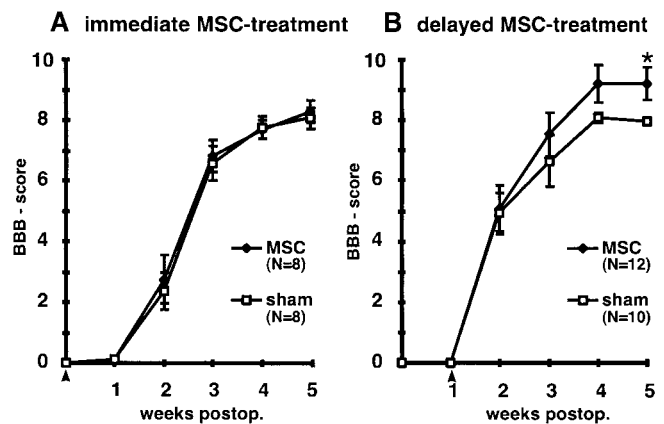 A immediate MSC-treatment
10
8
6
4
2
0
BBB - score
MSC
(N=8)
sham
(N=8)
1 2 3 4 5
weeks postop.
B delayed MSC-treatment
10
8
6
4
2
0
BBB - score
*
MSC
(N=12)
sham
(N=10)
1 2 3 4 5
weeks postop.